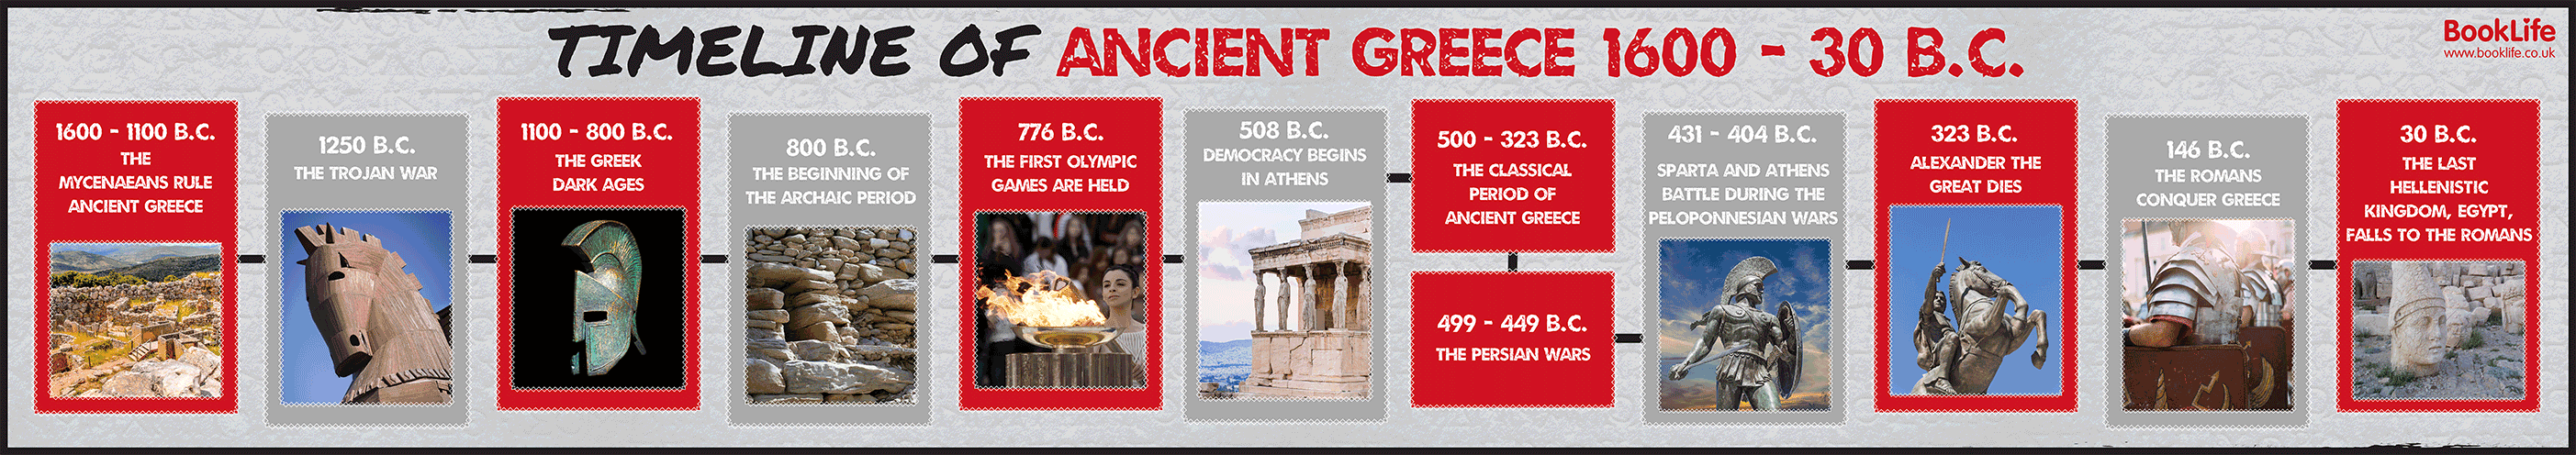 TIMELINE OF ANCIENT GREECE 1600 - 30 B.C.
BookLife
www.booklife.co.uk
1600 - 1100 B.C.
THE
MYCENAEANS RULE
ANCIENT GREECE
1250 B.C.
THE TROJAN WAR
1100 - 800 B.C.
THE GREEK
DARK AGES
800 B.C.
THE BEGINNING OF
THE ARCHAIC PERIOD
776 B.C.
THE FIRST OLYMPIC
GAMES ARE HELD
508 B.C.
DEMOCRACY BEGINS
IN ATHENS
500 - 323 B.C.
THE CLASSICAL
PERIOD OF
ANCIENT GREECE
499 - 449 B.C.
THE PERSIAN WARS
431 - 404 B.C.
SPARTA AND ATHENS
BATTLE DURING THE
PELOPONNESIAN WARS
323 B.C.
ALEXANDER THE
GREAT DIES
146 B.C.
THE ROMANS
CONQUER GREECE
30 B.C.
THE LAST
HELLENISTIC
KINGDOM, EGYPT,
FALLS TO THE ROMANS